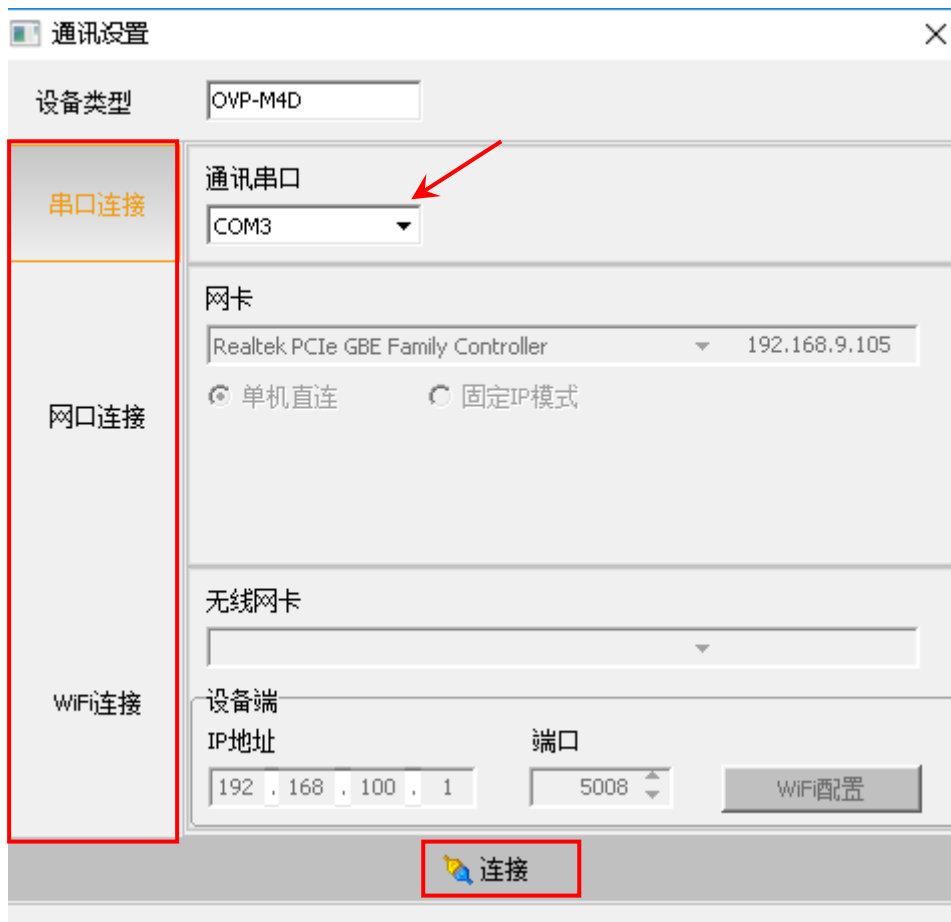 通讯设置
设备类型 OVP-M4D
串口连接
通讯串口
COM3
网卡
Realtek PCIe GBE Family Controller 192.168.9.105
单机直连 固定IP模式
网口连接
无线网卡
WiFi连接
设备端
IP地址 端口
192 . 168 . 100 . 1 5008 WiFi配置
连接